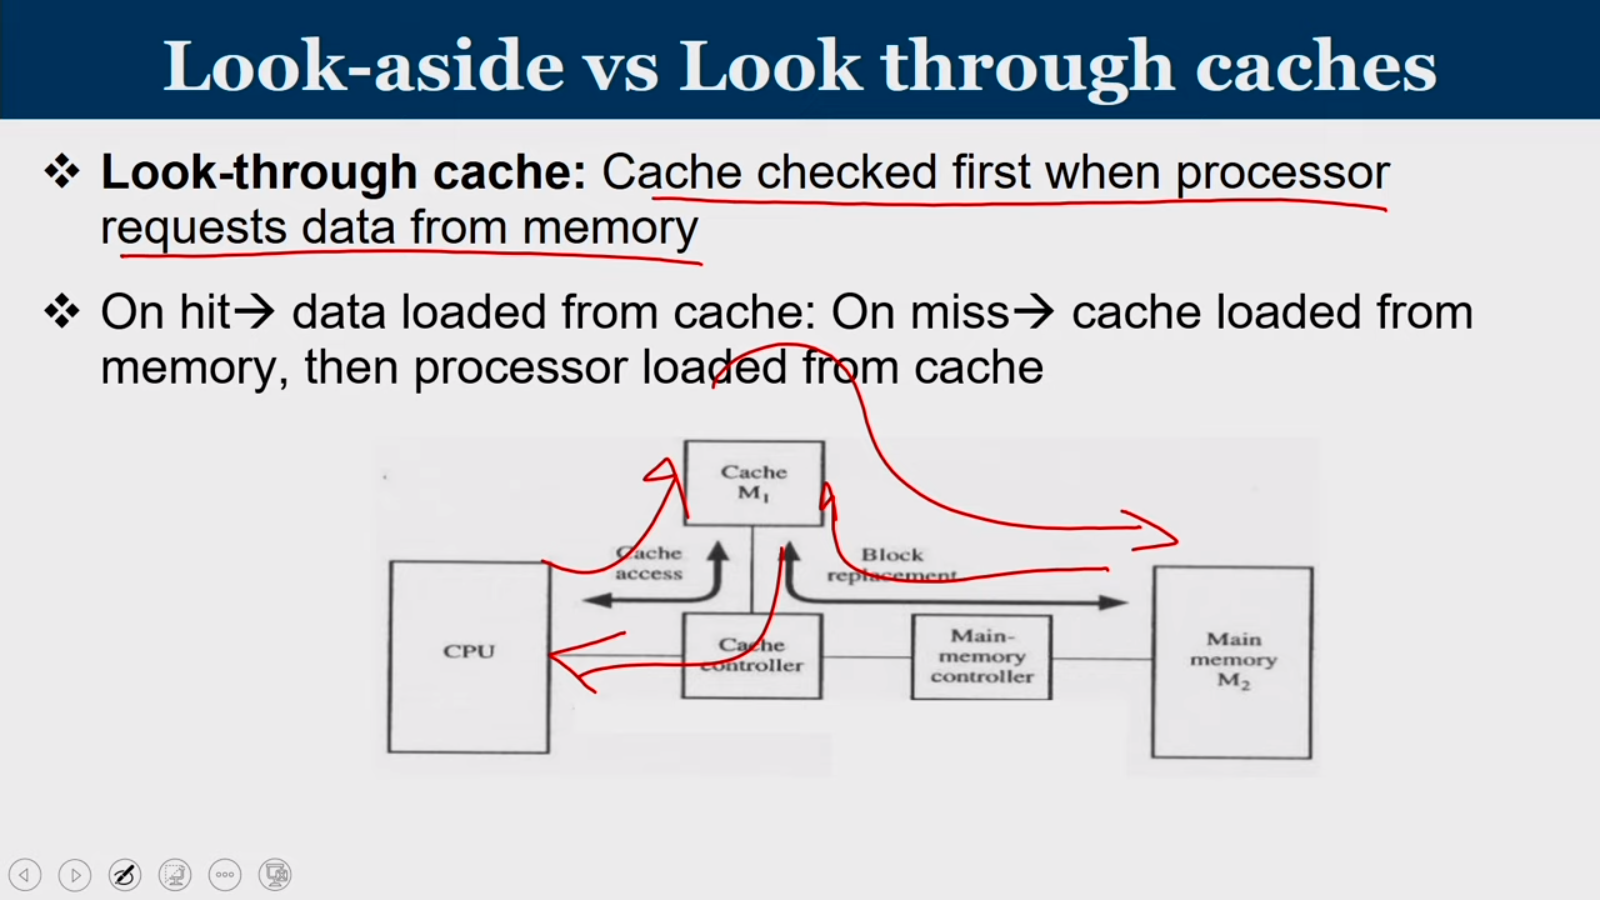 Look-aside vs Look through caches
❖ Look-through cache: Cache checked first when processor
requests data from memory
❖ On hit→ data loaded from cache: On miss→ cache loaded from
memory, then processor loaded from cache
Cache
M₁
Cache
access
Block
replacement
CPU
Cache
controller
Main-
memory
controller
Main
memory
M₂